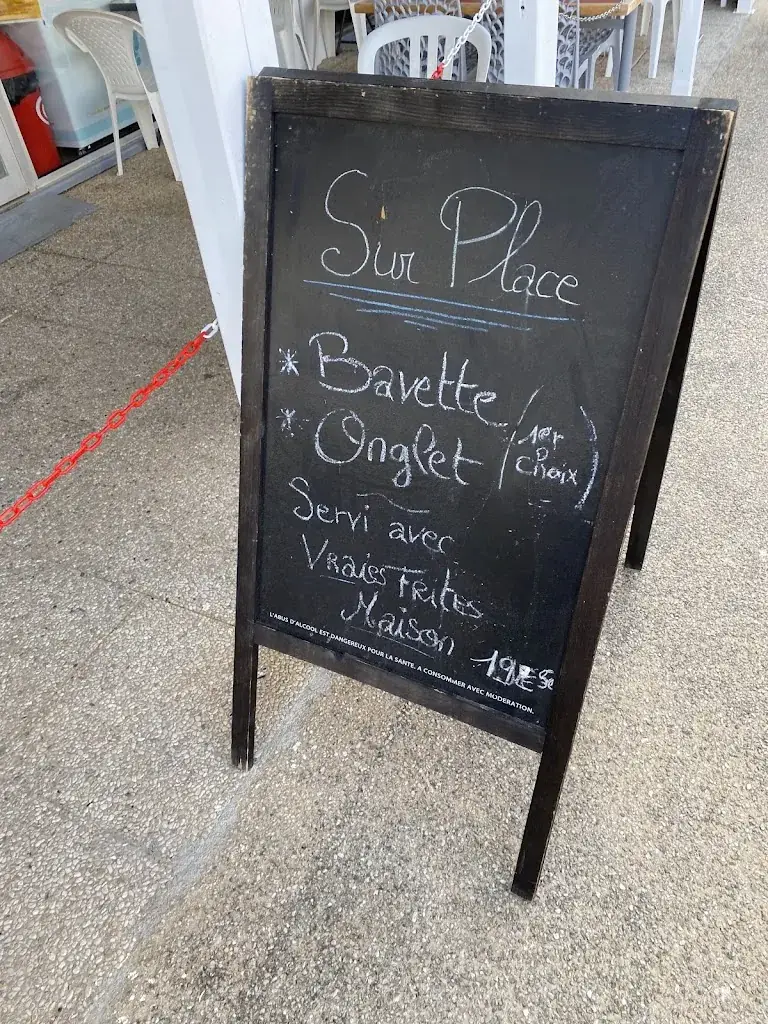 Sur Place
* Bavette
* Onglet (1er Choix)
Servi avec
Vraies Frites
Maison
L'ABUS D'ALCOOL EST DANGEREUX POUR LA SANTE. A CONSOMMER AVEC MODERATION.